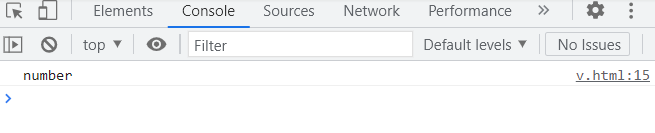 Elements Console Sources Network Performance »
top ▼ Filter Default levels ▼ No Issues
number v.html:15
>